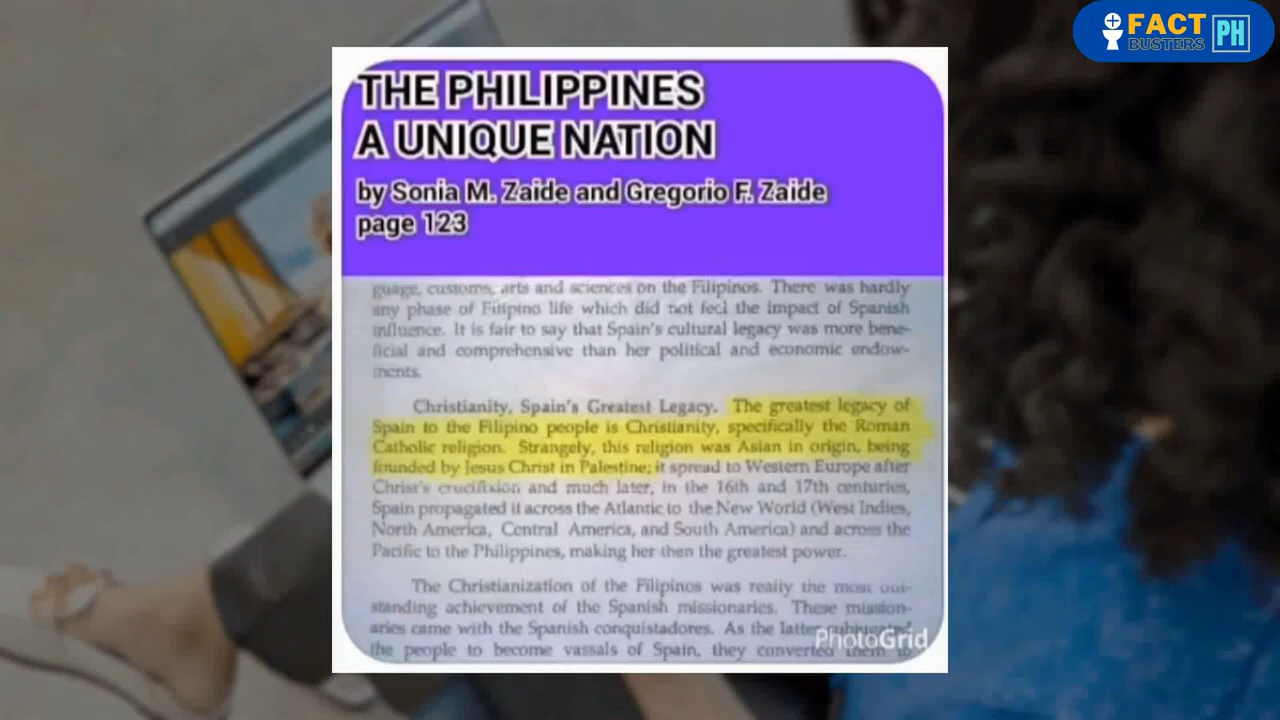 FACT
BUSTERS PH
THE PHILIPPINES
A UNIQUE NATION
by Sonia M. Zaide and Gregorio F. Zaide
page 123
guage, customs, arts and sciences on the Filipinos. There was hardly
any phase of Filipino life which did not feel the impact of Spanish
influence. It is fair to say that Spain's cultural legacy was more bene-
ficial and comprehensive than her political and economic endow-
ments.
Christianity, Spain's Greatest Legacy. The greatest legacy of
Spain to the Filipino people is Christianity, specifically the Roman
Catholic religion. Strangely, this religion was Asian in origin, being
founded by Jesus Christ in Palestine; it spread to Western Europe after
Christ's crucifixion and much later, in the 16th and 17th centuries,
Spain propagated it across the Atlantic to the New World (West Indies,
North America, Central America, and South America) and across the
Pacific to the Philippines, making her then the greatest power.
The Christianization of the Filipinos was really the most out-
standing achievement of the Spanish missionaries. These mission-
aries came with the Spanish conquistadores. As the latter subjugated
the people to become vassals of Spain, they converted them to
PhotoGrid